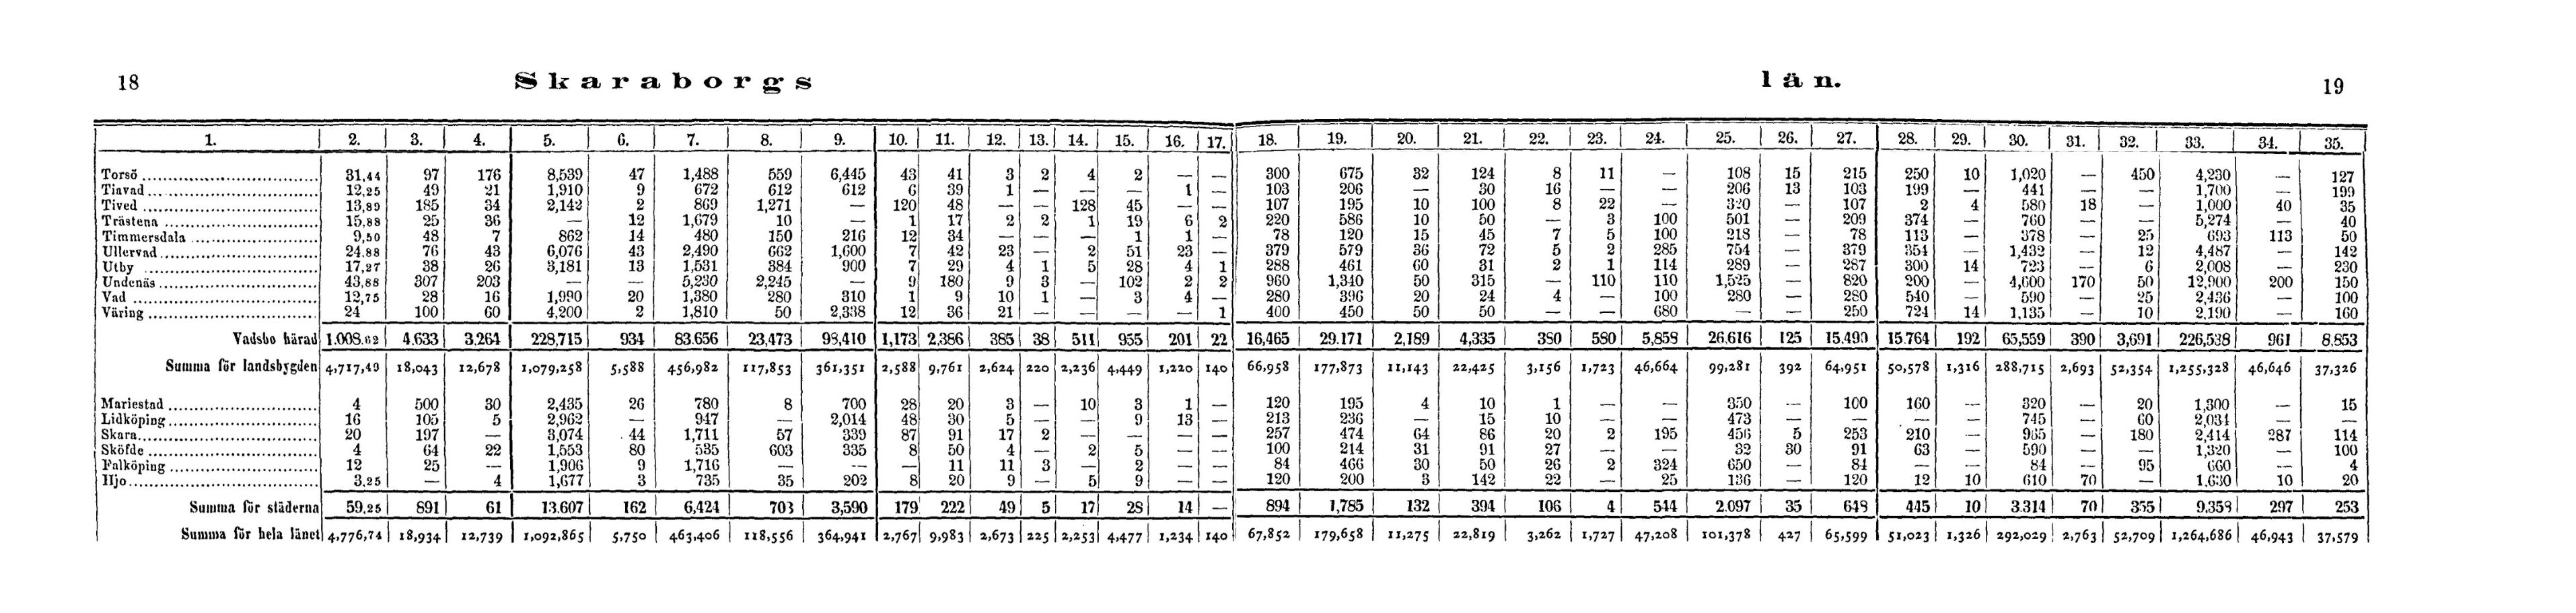 18 Skaraborgs län. 19
1. 2. 3. 4. 5. 6. 7. 8. 9. 10. 11. 12. 13. 14. 15. 16. 17. 18. 19. 20. 21. 22. 23. 24. 25. 26. 27. 28. 29. 30. 31. 32. 33. 34. 35.
Torsö 31,44 97 176 8,539 47 1,488 559 6,445 43 41 3 2 4 2 — — 300 675 32 124 8 11 — 108 15 215 250 10 1,020 — 450 4,230 — 127
Tiavad 12,25 49 21 1,910 9 672 612 612 6 39 1 — — — 1 — 103 206 — 30 16 — — 206 13 103 199 — 441 — — 1,700 — 199
Tived 13,89 185 34 2,142 2 869 1,271 — 120 48 — — 128 45 — — 107 195 10 100 8 22 — 320 — 107 2 4 580 18 — 1,000 40 35
Trästena 15,88 25 36 — 12 1,679 10 — 1 17 2 2 1 19 6 2 220 586 10 50 — 3 100 501 — 209 374 — 760 — — 5,274 — 40
Timmersdala 9,50 48 7 862 14 480 150 216 12 34 — — — 1 1 — 78 120 15 45 7 5 100 218 — 78 113 — 378 — 25 693 113 50
Ullervad 24,88 76 43 6,076 43 2,490 662 1,600 7 42 23 — 2 51 23 — 379 579 36 72 5 2 285 754 — 379 354 — 1,432 — 12 4,487 — 142
Utby 17,27 38 26 3,181 13 1,531 384 900 7 29 4 1 5 28 4 1 288 461 60 31 2 1 114 289 — 287 300 14 723 — 6 2,008 — 230
Undenäs 43,88 307 203 — — 5,230 2,245 — 9 180 9 3 — 102 2 2 960 1,340 50 315 — 110 110 1,525 — 820 200 — 4,600 170 50 12,900 200 150
Vad 12,75 28 16 1,990 20 1,380 280 310 1 9 10 1 — 3 4 — 280 396 20 24 4 — 100 280 — 280 540 — 590 — 25 2,436 — 100
Väring 24 100 60 4,200 2 1,810 50 2,338 12 36 21 — — — — 1 400 450 50 50 — — 680 — — 250 724 14 1,135 — 10 2,190 — 160
Vadsbo härad 1.008.62 4.633 3.264 228,715 934 83.656 23,473 93,410 1,173 2,386 385 38 511 955 201 22 16,465 29.171 2,189 4,335 380 580 5,858 26.616 125 15.499 15.764 192 65,559 390 3,691 226,538 961 8,853
Summa för landsbygden 4,717,49 18,043 12,678 1,079,258 5,588 456,982 117,853 361,351 2,588 9,761 2,624 220 2,236 4,449 1,220 140 66,958 177,873 11,143 22,425 3,156 1,723 46,664 99,281 392 64,951 50,578 1,316 288,715 2,693 52,354 1,255,328 46,646 37,326
Mariestad 4 500 30 2,435 26 780 8 700 28 20 3 — 10 3 1 — 120 195 4 10 1 — — 350 — 100 160 — 320 — 20 1,300 — 15
Lidköping 16 105 5 2,962 — 947 — 2,014 48 30 5 — — 9 13 — 213 236 — 15 10 — — 473 — — — — 745 — 60 2,034 — —
Skara 20 197 — 3,074 44 1,711 57 339 87 91 17 2 — — — — 257 474 64 86 20 2 195 456 5 253 210 — 965 — 180 2,414 287 114
Sköfde 4 64 22 1,553 80 535 603 335 8 50 4 — 2 5 — — 100 214 31 91 27 — — 32 30 91 63 — 590 — — 1,320 — 100
Falköping 12 25 — 1,906 9 1,716 — — — 11 11 3 — 2 — — 84 466 30 50 26 2 324 650 — 84 — — 84 — 95 660 — 4
Hjo 3,25 — 4 1,677 3 735 35 202 8 20 9 — 5 9 — — 120 200 3 142 22 — 25 136 — 120 12 10 610 70 — 1,630 10 20
Summa för städerna 59,25 891 61 13.607 162 6,424 703 3,590 179 222 49 5 17 28 14 — 894 1,785 132 394 106 4 544 2.097 35 648 445 10 3.314 70 355 9,358 297 253
Summa för hela länet 4,776,74 18,934 12,739 1,092,865 5,750 463,406 118,556 364,941 2,767 9,983 2,673 225 2,253 4,477 1,234 140 67,852 179,658 11,275 22,819 3,262 1,727 47,208 101,378 427 65,599 51,023 1,326 292,029 2,763 52,709 1,264,686 46,943 37,579